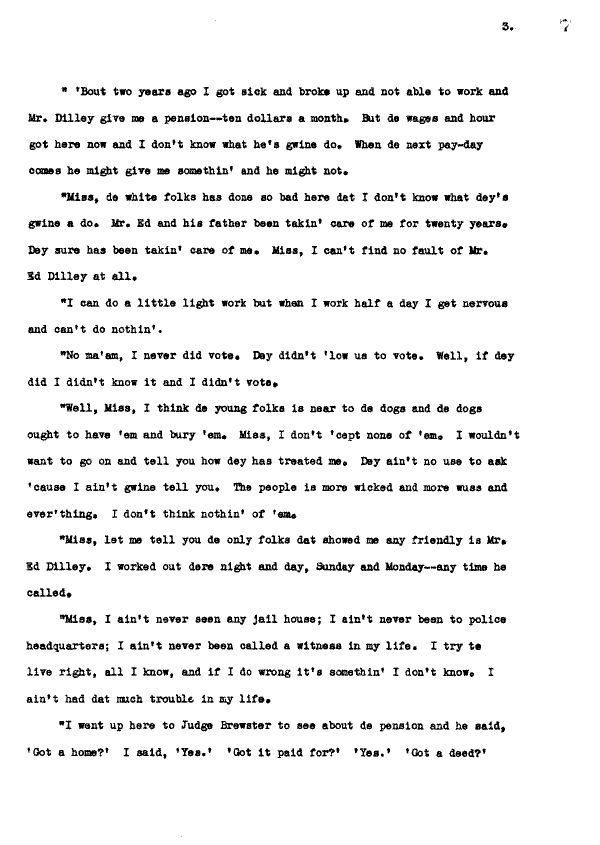 3. 7
" 'Bout two years ago I got sick and broke up and not able to work and
Mr. Dilley give me a pension--ten dollars a month. But de wages and hour
got here now and I don't know what he's gwine do. When de next pay-day
comes he might give me somethin' and he might not.
"Miss, de white folks has done so bad here dat I don't know what dey's
gwine a do. Mr. Ed and his father been takin' care of me for twenty years.
Dey sure has been takin' care of me. Miss, I can't find no fault of Mr.
Ed Dilley at all.
"I can do a little light work but when I work half a day I get nervous
and can't do nothin'.
"No ma'am, I never did vote. Dey didn't 'low us to vote. Well, if dey
did I didn't know it and I didn't vote.
"Well, Miss, I think de young folks is near to de dogs and de dogs
ought to have 'em and bury 'em. Miss, I don't 'cept none of 'em. I wouldn't
want to go on and tell you how dey has treated me. Dey ain't no use to ask
'cause I ain't gwine tell you. The people is more wicked and more wuss and
ever'thing. I don't think nothin' of 'em.
"Miss, let me tell you de only folks dat showed me any friendly is Mr.
Ed Dilley. I worked out dere night and day, Sunday and Monday--any time he
called.
"Miss, I ain't never seen any jail house; I ain't never been to police
headquarters; I ain't never been called a witness in my life. I try to
live right, all I know, and if I do wrong it's somethin' I don't know. I
ain't had dat much trouble in my life.
"I went up here to Judge Brewster to see about de pension and he said,
'Got a home?' I said, 'Yes.' 'Got it paid for?' 'Yes.' 'Got a deed?'